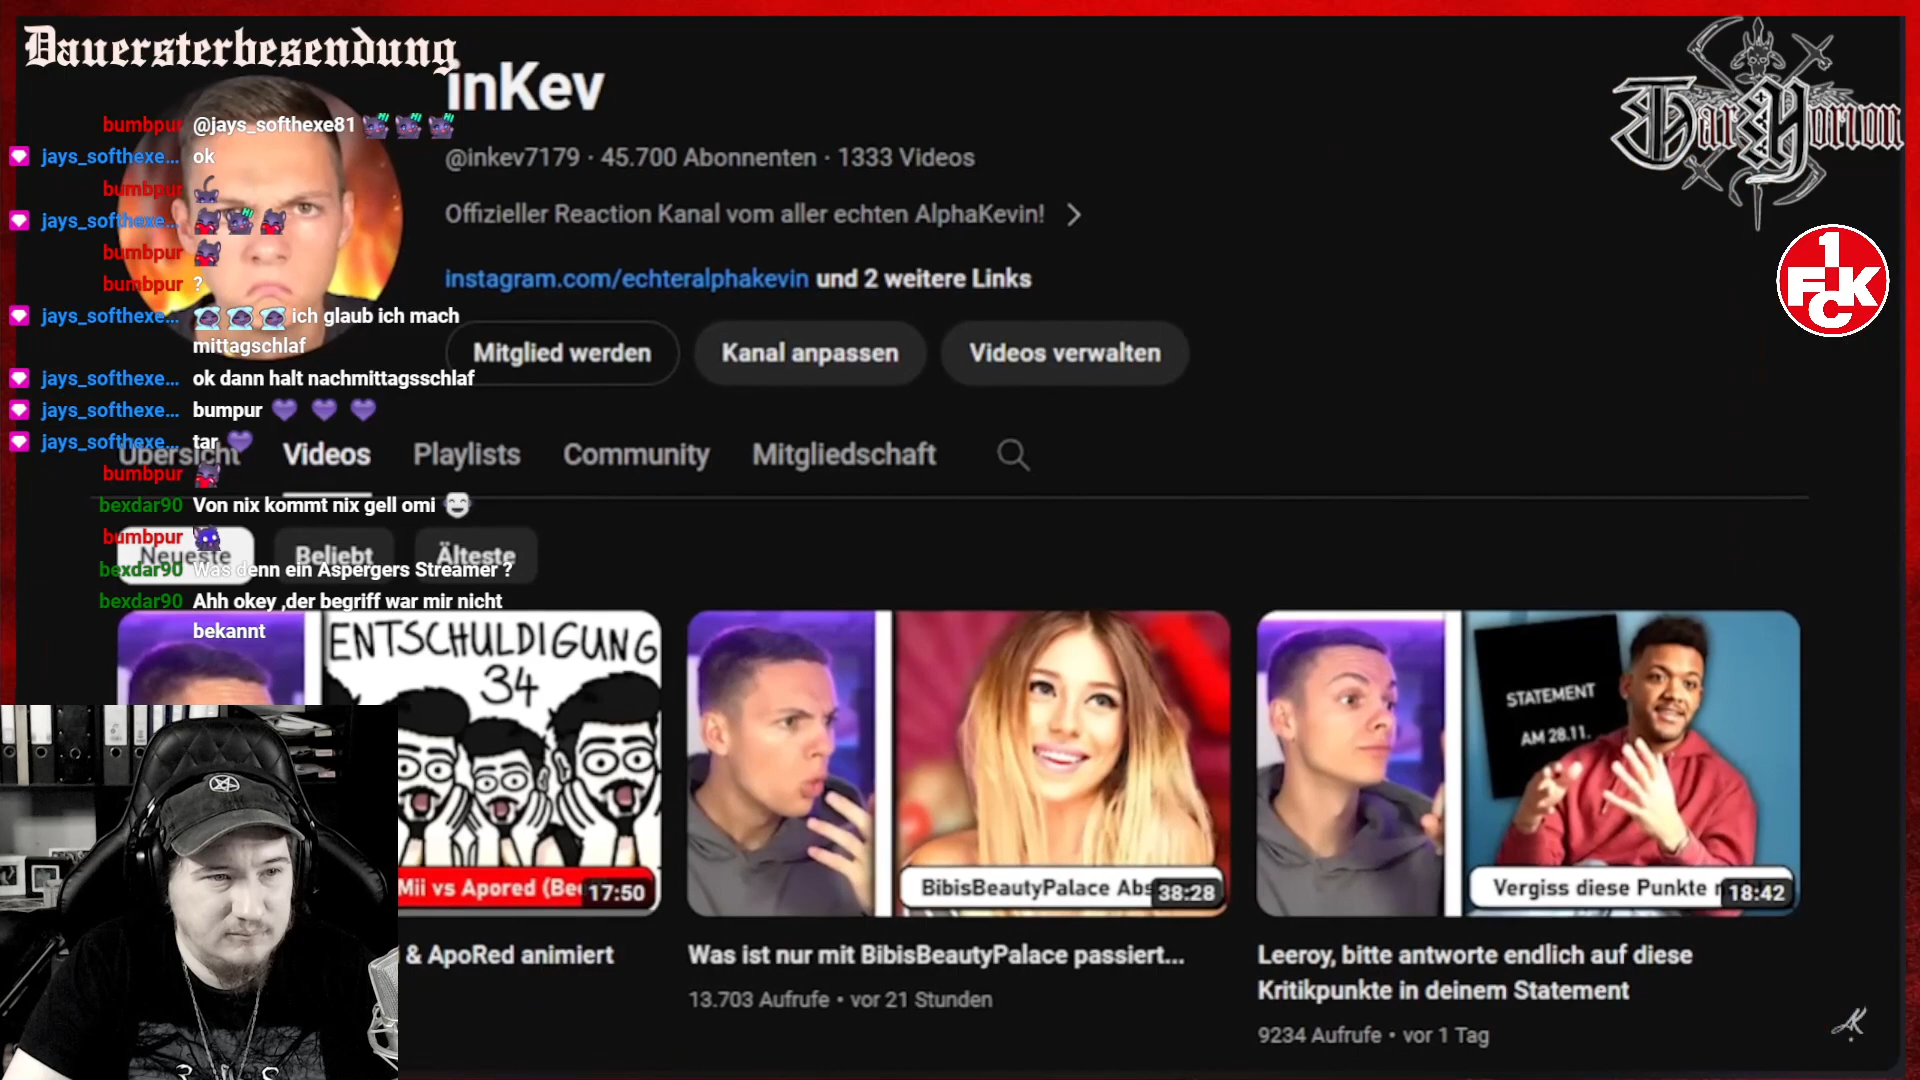 Dauersterbesendung
Tar Horion
inKev
@inkev7179 · 45.700 Abonnenten · 1333 Videos
Offizieller Reaction Kanal vom aller echten AlphaKevin!
instagram.com/echteralphakevin und 2 weitere Links
Mitglied werden
Kanal anpassen
Videos verwalten
1
FCK
bumbpur @jays_softhexe81
jays_softhexe... ok
bumbpur
jays_softhexe...
bumbpur
bumbpur ?
jays_softhexe... ich glaub ich mach
mittagschlaf
jays_softhexe... ok dann halt nachmittagsschlaf
jays_softhexe... bumpur
jays_softhexe... tar
bumbpur
bexdar90 Von nix kommt nix gell omi
bumbpur
bexdar90 Was denn ein Aspergers Streamer ?
bexdar90 Ahh okey ,der begriff war mir nicht
bekannt
Übersicht Videos Playlists Community Mitgliedschaft
Neueste Beliebt Älteste
ENTSCHULDIGUNG
34
Mii vs Apored
17:50
& ApoRed animiert
BibisBeautyPalace
38:28
Was ist nur mit BibisBeautyPalace passiert...
13.703 Aufrufe • vor 21 Stunden
STATEMENT
AM 28.11.
Vergiss diese Punkte
18:42
Leeroy, bitte antworte endlich auf diese
Kritikpunkte in deinem Statement
9234 Aufrufe • vor 1 Tag
AK